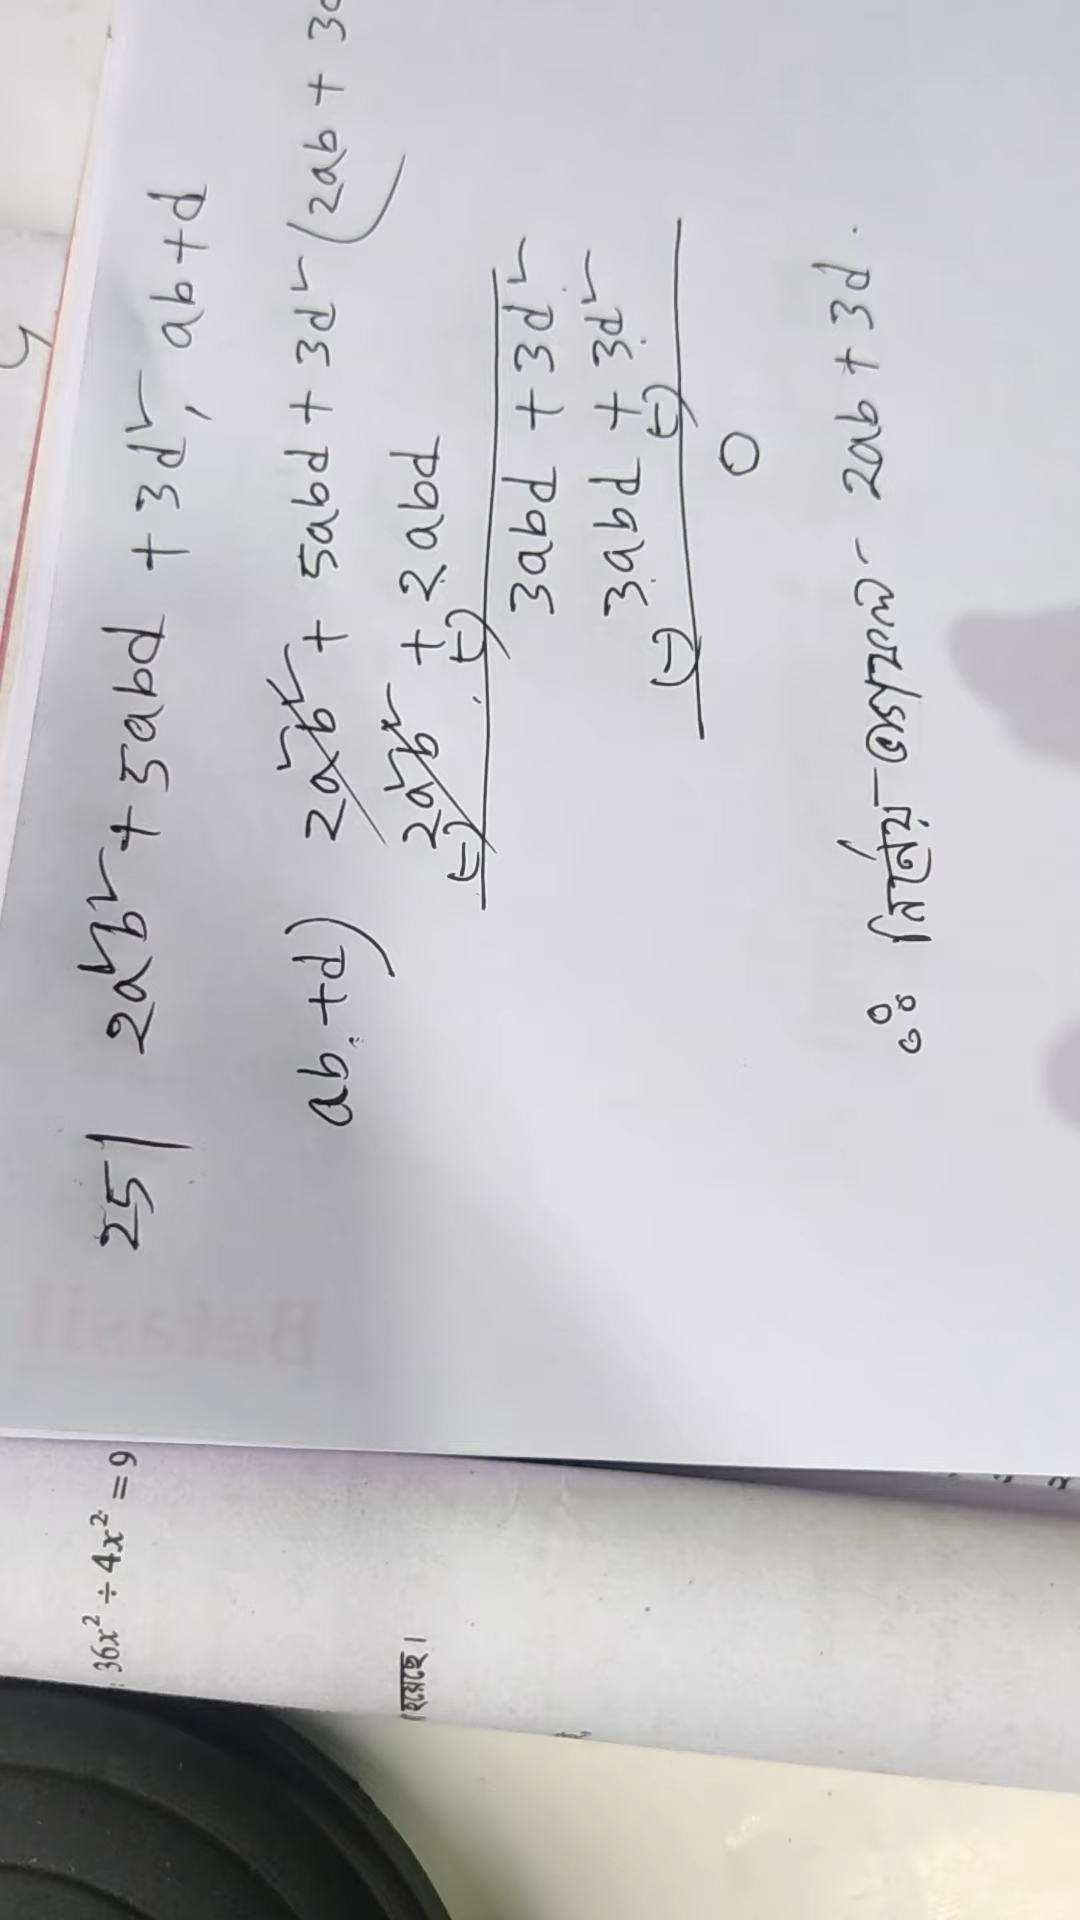 25| 2a²b² + 5abd + 3d², ab+d
ab+d) 2a²b² + 5abd + 3d² (2ab + 3
2a²b² + 2abd
(-) (-)
3abd + 3d²
3abd + 3d²
(-) (-)
0
∴ নির্ণেয় ভাগফল- 2ab + 3d.
36x² ÷ 4x² = 9
হয়েছে।